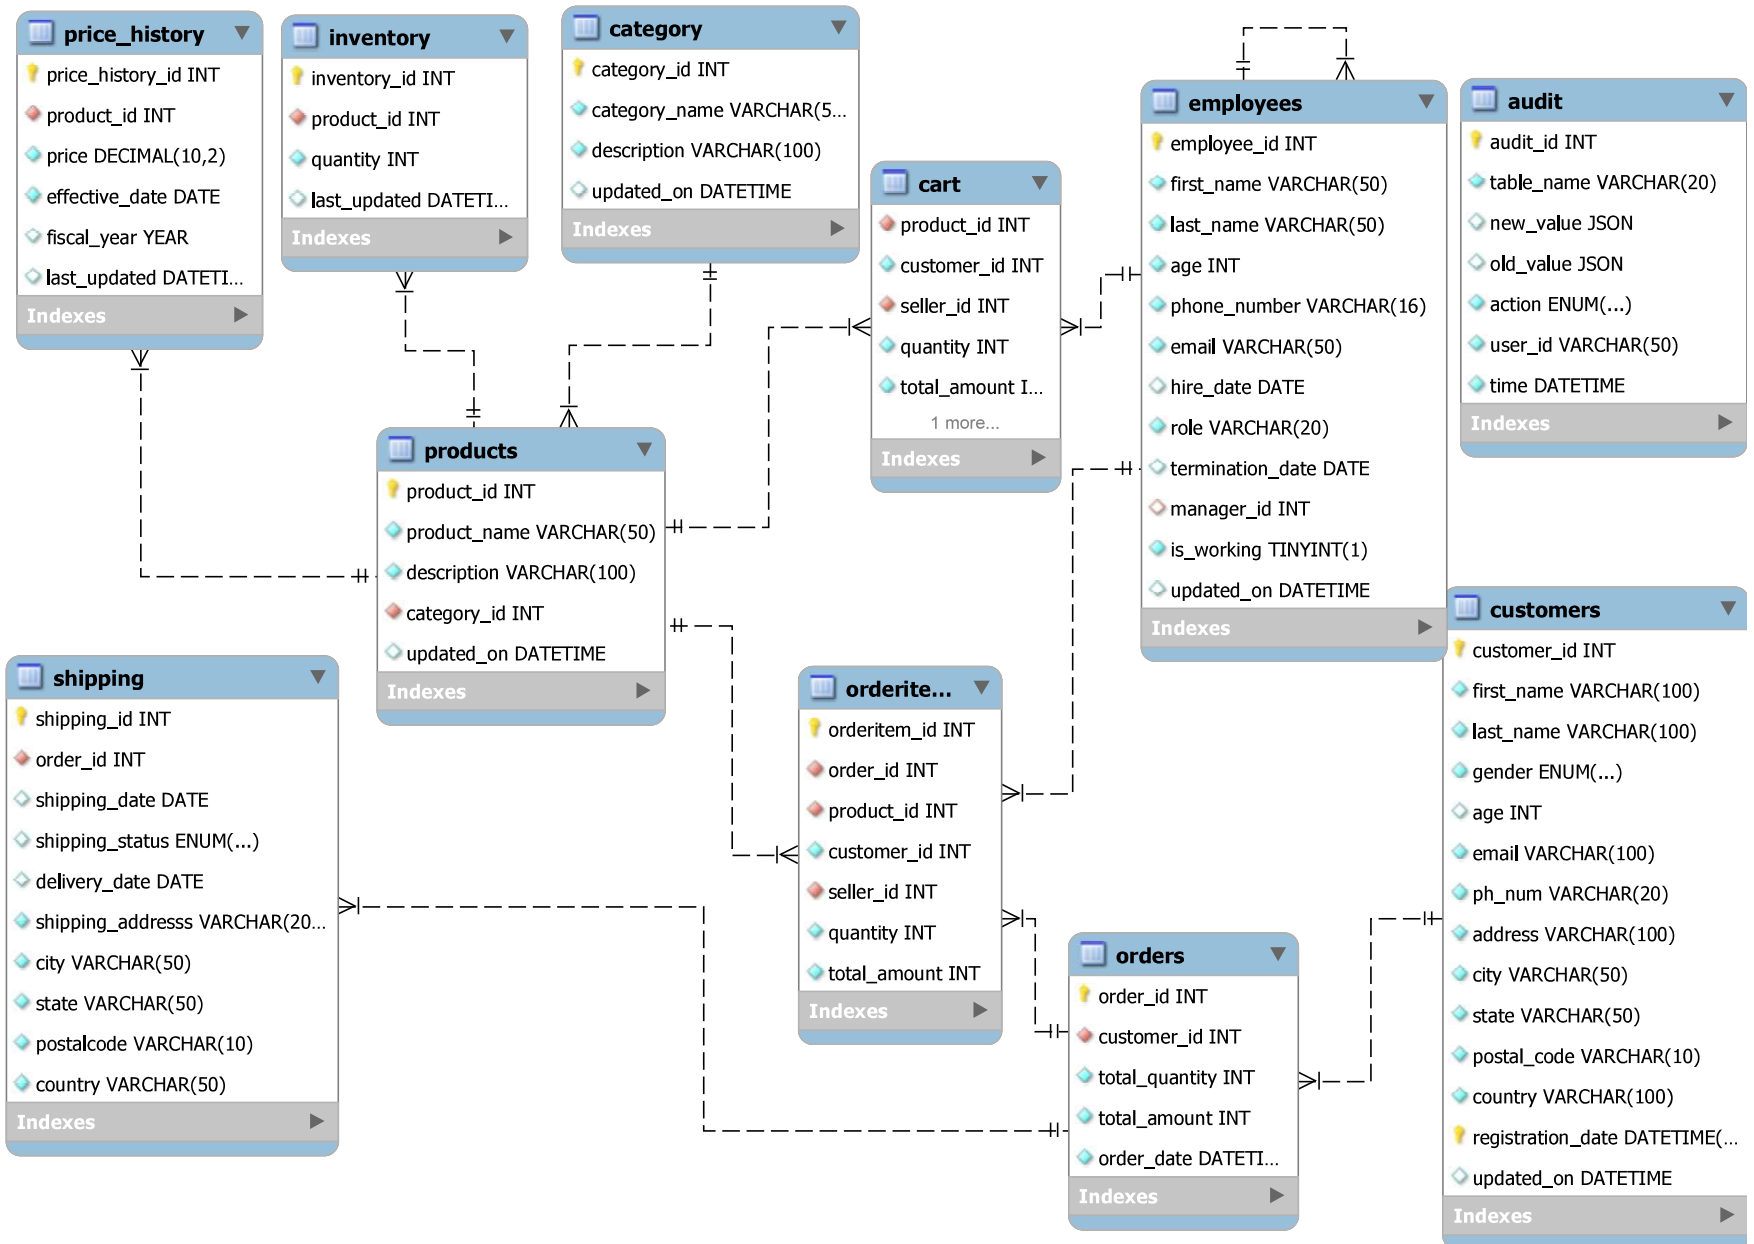 price_history
price_history_id INT
product_id INT
price DECIMAL(10,2)
effective_date DATE
fiscal_year YEAR
last_updated DATETI...
Indexes
inventory
inventory_id INT
product_id INT
quantity INT
last_updated DATETI...
Indexes
category
category_id INT
category_name VARCHAR(5...
description VARCHAR(100)
updated_on DATETIME
Indexes
cart
product_id INT
customer_id INT
seller_id INT
quantity INT
total_amount I...
1 more...
Indexes
employees
employee_id INT
first_name VARCHAR(50)
last_name VARCHAR(50)
age INT
phone_number VARCHAR(16)
email VARCHAR(50)
hire_date DATE
role VARCHAR(20)
termination_date DATE
manager_id INT
is_working TINYINT(1)
updated_on DATETIME
Indexes
audit
audit_id INT
table_name VARCHAR(20)
new_value JSON
old_value JSON
action ENUM(...)
user_id VARCHAR(50)
time DATETIME
Indexes
products
product_id INT
product_name VARCHAR(50)
description VARCHAR(100)
category_id INT
updated_on DATETIME
Indexes
shipping
shipping_id INT
order_id INT
shipping_date DATE
shipping_status ENUM(...)
delivery_date DATE
shipping_addresss VARCHAR(20...
city VARCHAR(50)
state VARCHAR(50)
postalcode VARCHAR(10)
country VARCHAR(50)
Indexes
orderite...
orderitem_id INT
order_id INT
product_id INT
customer_id INT
seller_id INT
quantity INT
total_amount INT
Indexes
orders
order_id INT
customer_id INT
total_quantity INT
total_amount INT
order_date DATETI...
Indexes
customers
customer_id INT
first_name VARCHAR(100)
last_name VARCHAR(100)
gender ENUM(...)
age INT
email VARCHAR(100)
ph_num VARCHAR(20)
address VARCHAR(100)
city VARCHAR(50)
state VARCHAR(50)
postal_code VARCHAR(10)
country VARCHAR(100)
registration_date DATETIME(...
updated_on DATETIME
Indexes